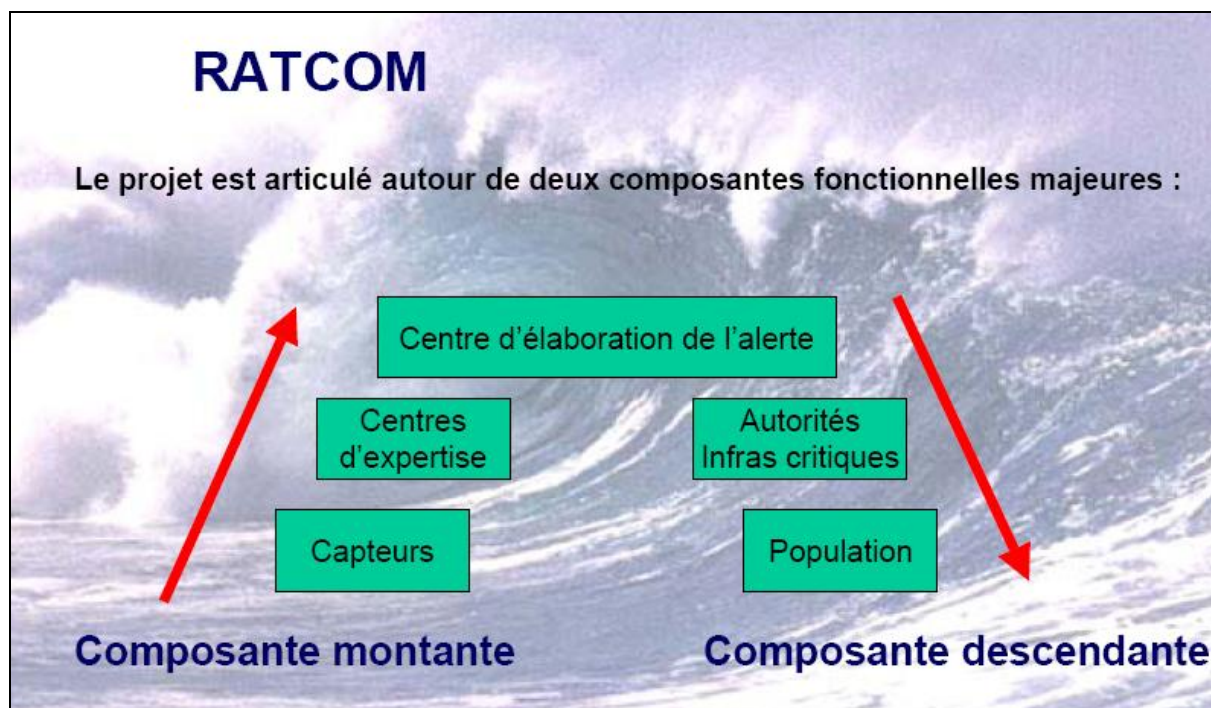 RATCOM
Le projet est articulé autour de deux composantes fonctionnelles majeures :
Centre d'élaboration de l'alerte
Centres
d'expertise
Autorités
Infras critiques
Capteurs
Population
Composante montante
Composante descendante